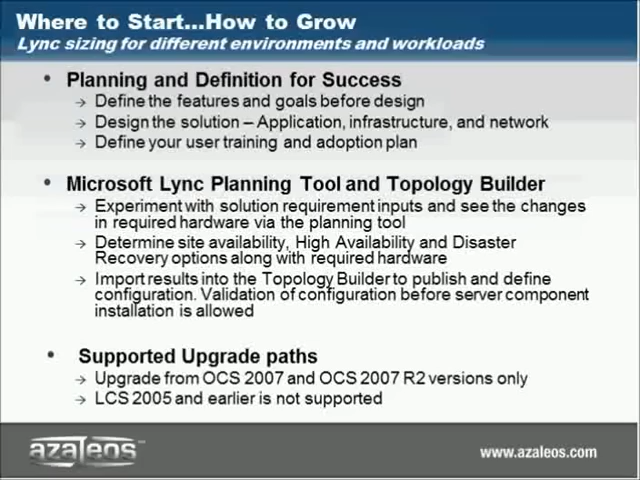 Where to Start...How to Grow
Lync sizing for different environments and workloads
• Planning and Definition for Success
→ Define the features and goals before design
→ Design the solution – Application, infrastructure, and network
→ Define your user training and adoption plan
• Microsoft Lync Planning Tool and Topology Builder
→ Experiment with solution requirement inputs and see the changes
in required hardware via the planning tool
→ Determine site availability, High Availability and Disaster
Recovery options along with required hardware
→ Import results into the Topology Builder to publish and define
configuration. Validation of configuration before server component
installation is allowed
• Supported Upgrade paths
→ Upgrade from OCS 2007 and OCS 2007 R2 versions only
→ LCS 2005 and earlier is not supported
azaleos
www.azaleos.com